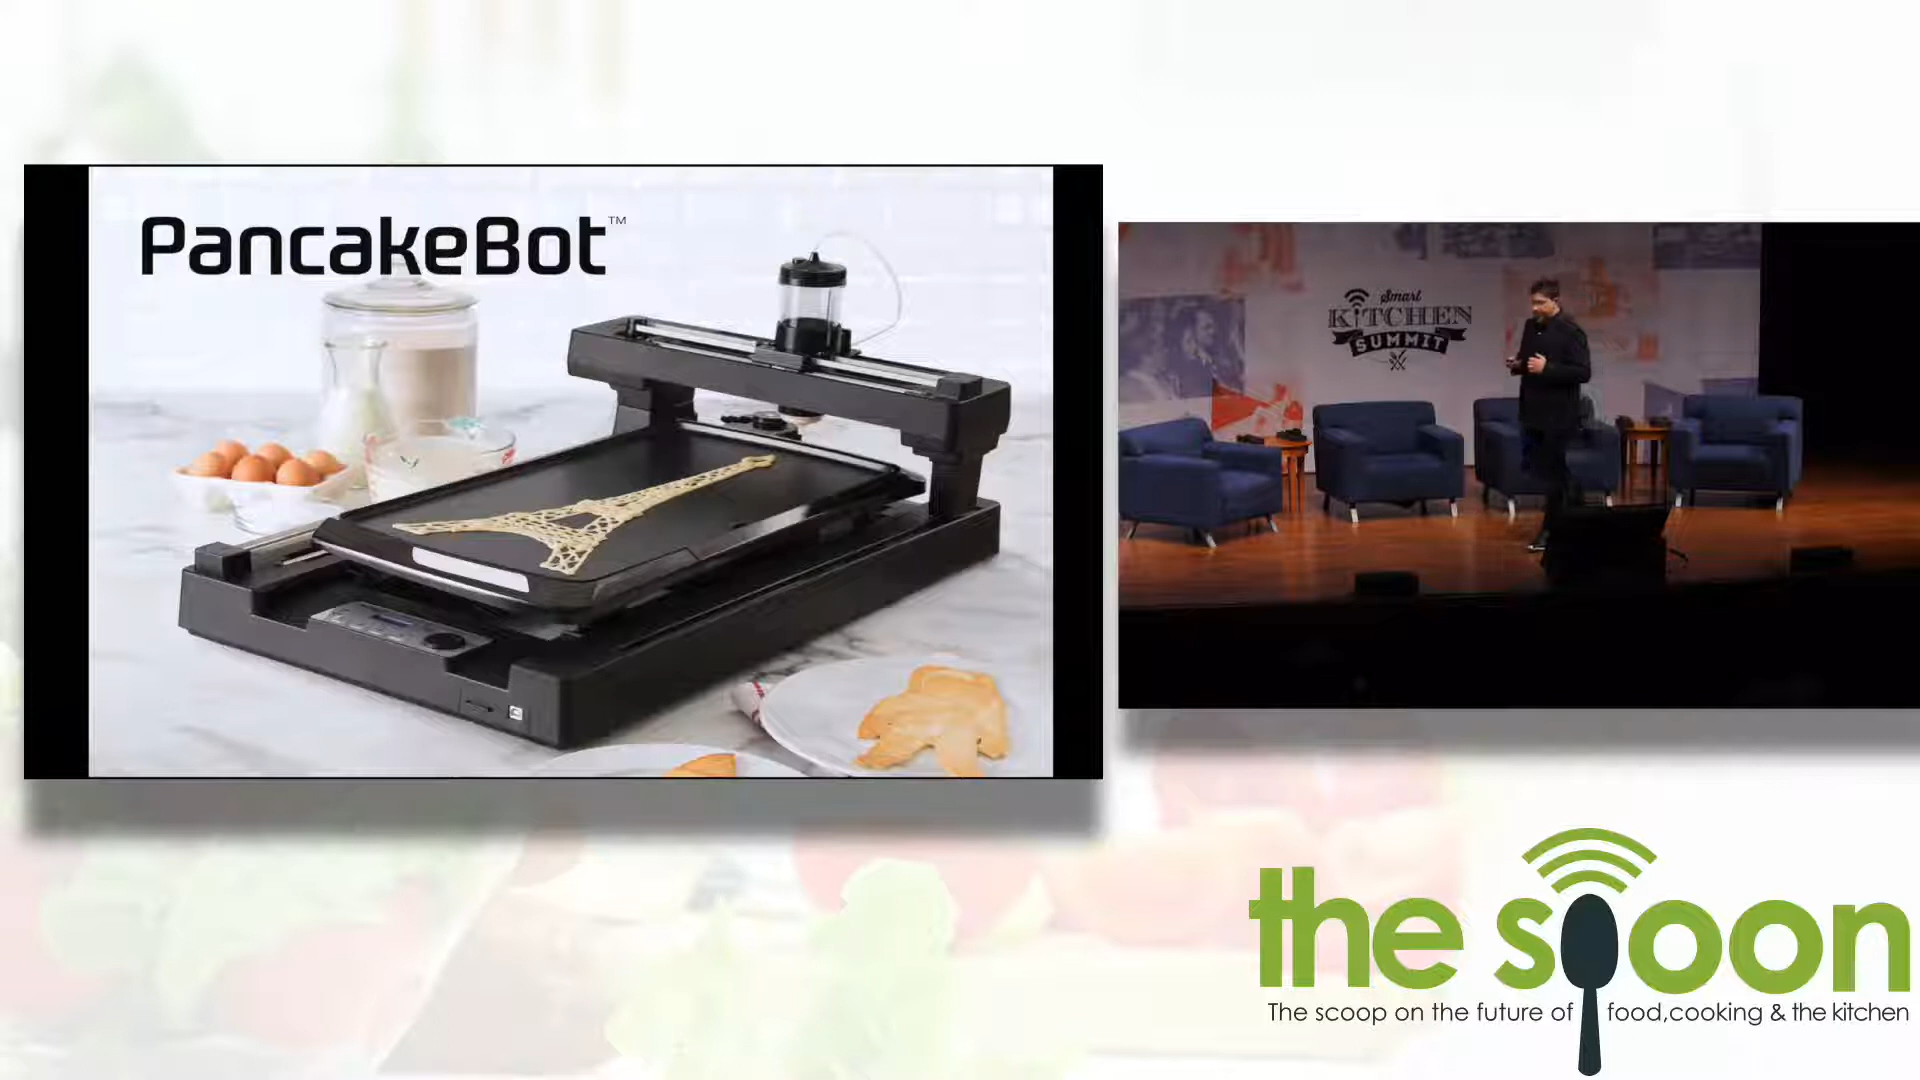 PancakeBot™
Smart
KITCHEN
SUMMIT
the spoon
The scoop on the future of food,cooking & the kitchen